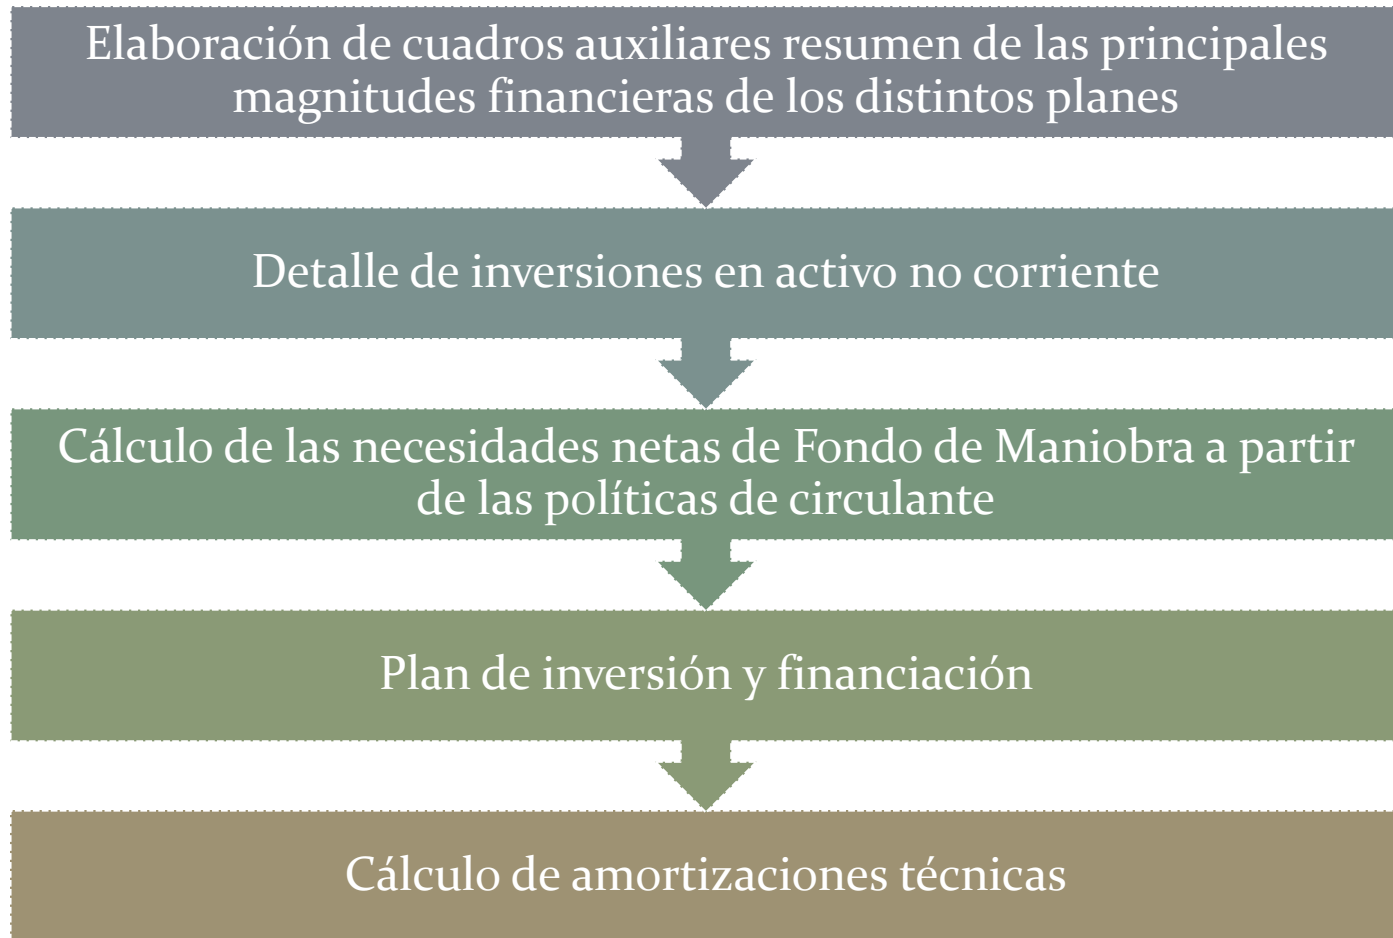 Elaboración de cuadros auxiliares resumen de las principales
magnitudes financieras de los distintos planes
Detalle de inversiones en activo no corriente
Cálculo de las necesidades netas de Fondo de Maniobra a partir
de las políticas de circulante
Plan de inversión y financiación
Cálculo de amortizaciones técnicas